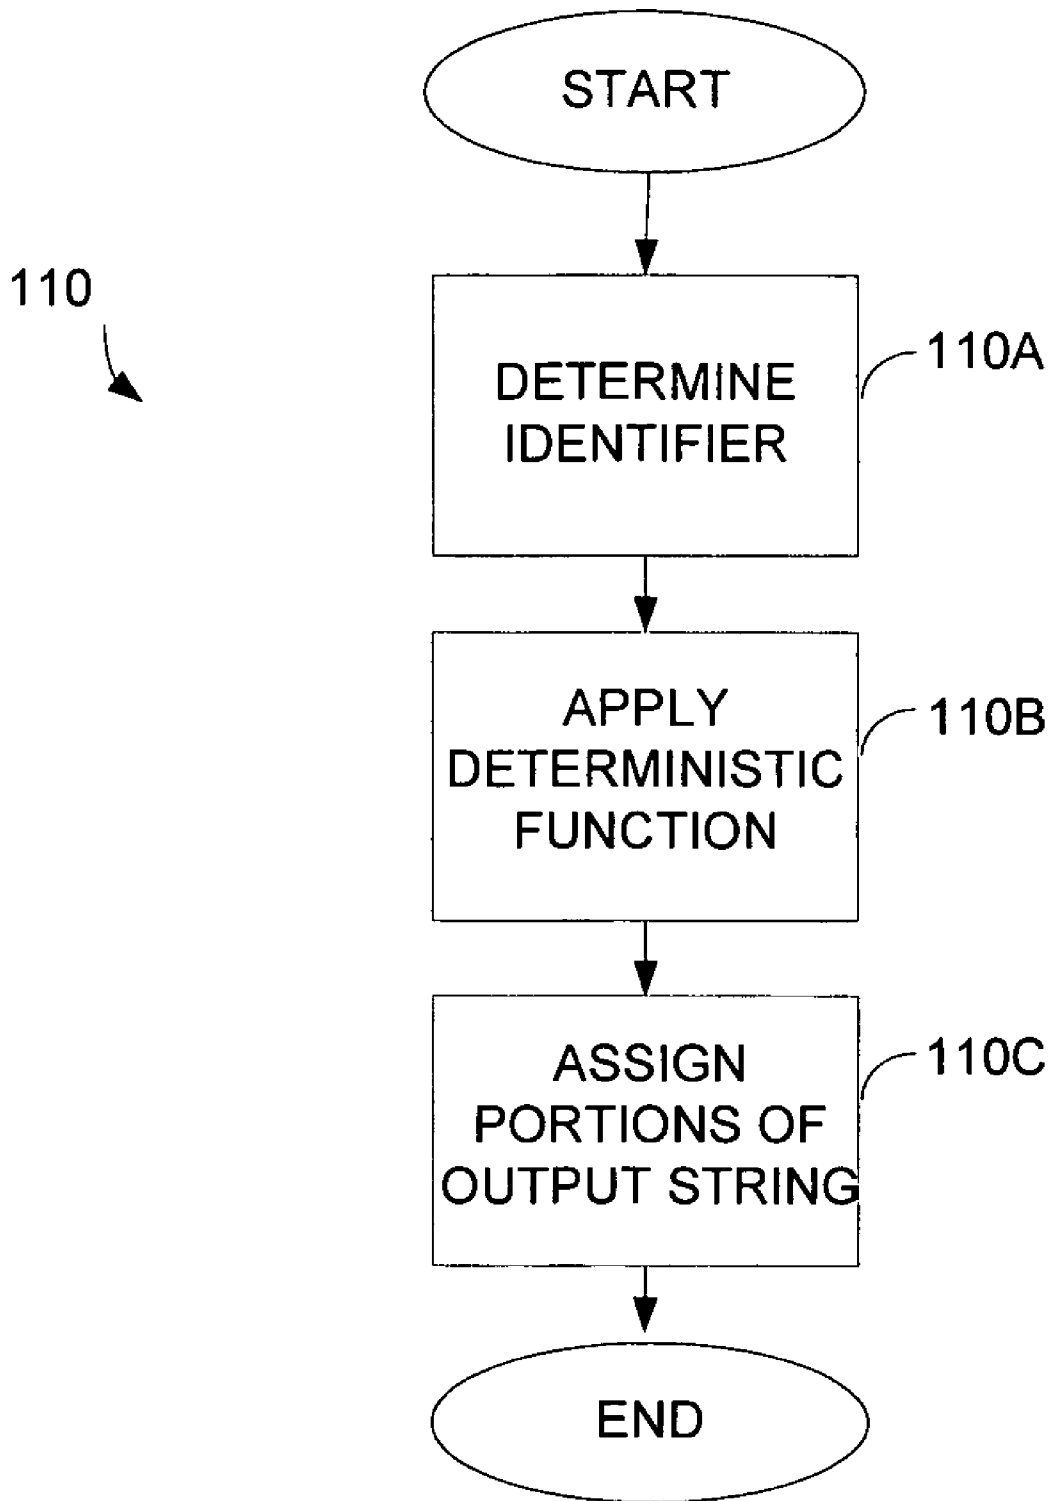 START
110
110A
DETERMINE
IDENTIFIER
110B
APPLY
DETERMINISTIC
FUNCTION
110C
ASSIGN
PORTIONS OF
OUTPUT STRING
END